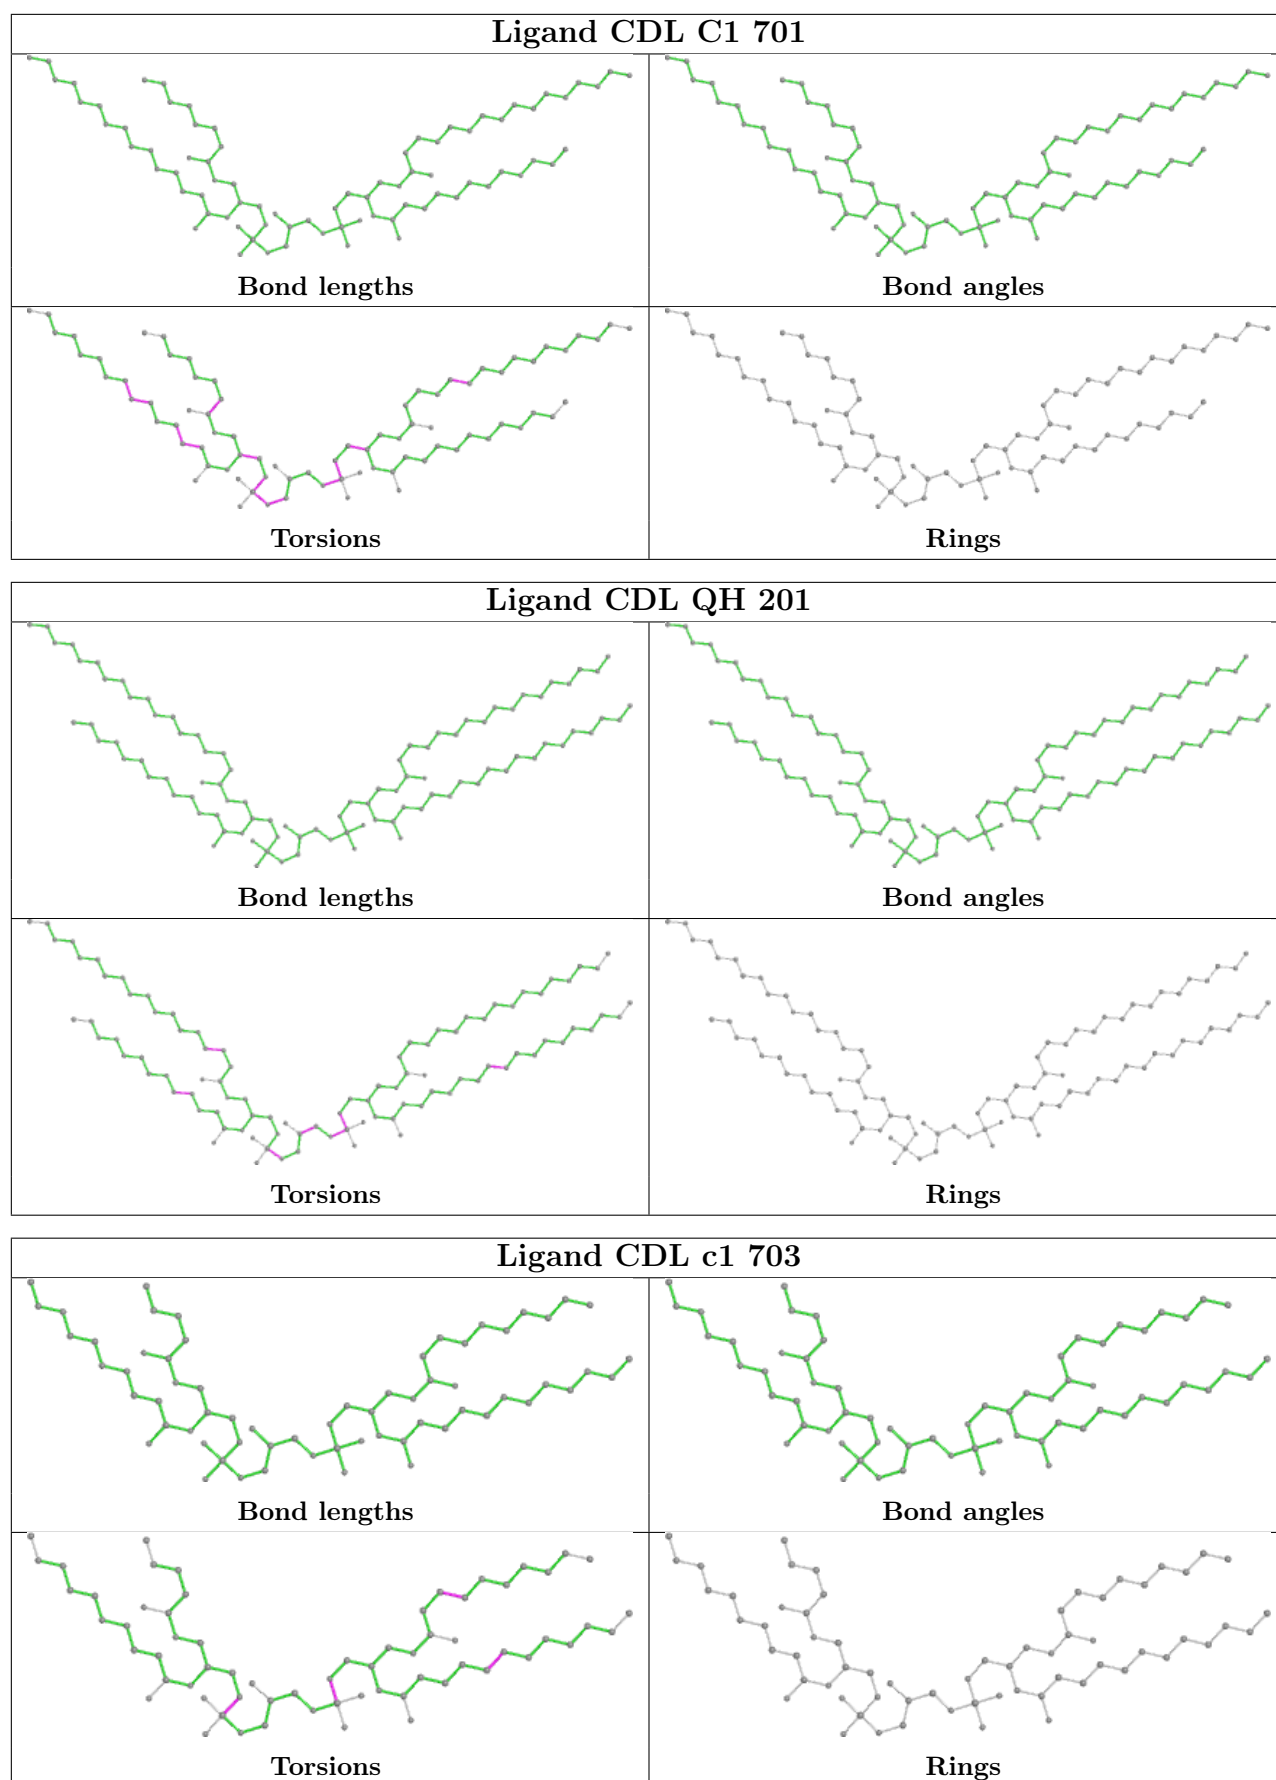 Ligand CDL C1 701
Bond lengths
Bond angles
Torsions
Rings
Ligand CDL QH 201
Bond lengths
Bond angles
Torsions
Rings
Ligand CDL c1 703
Bond lengths
Bond angles
Torsions
Rings